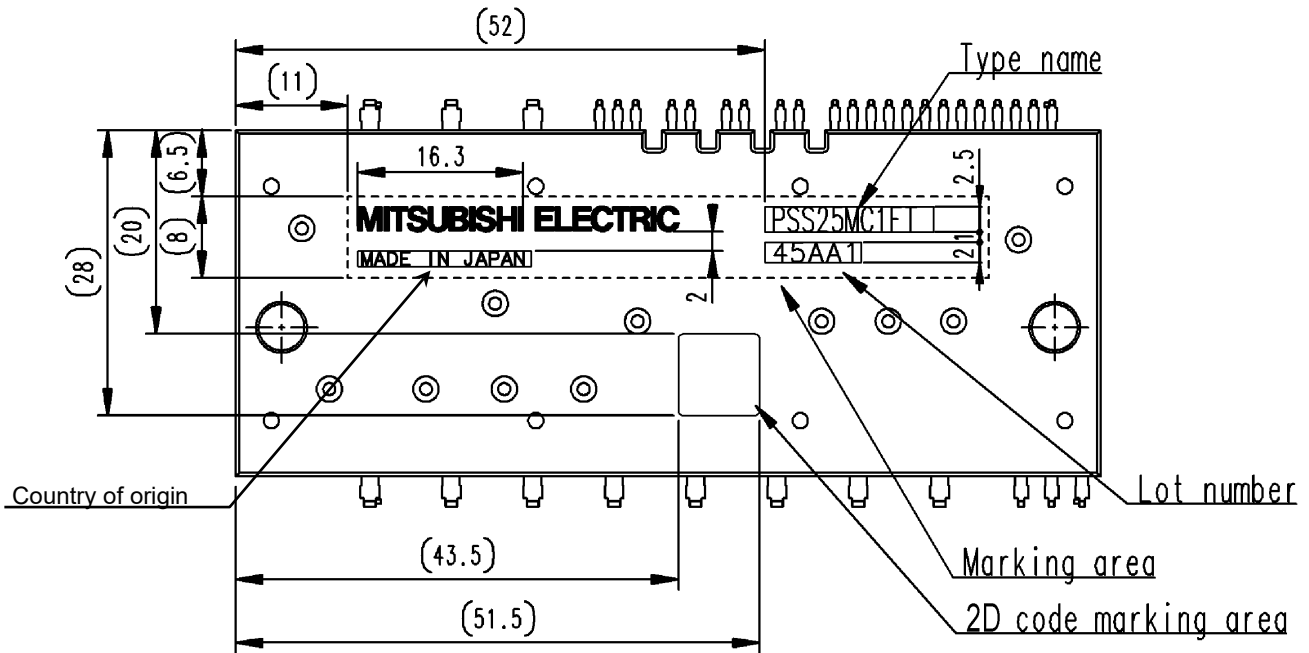 (52)
Type name
(11)
(6.5)
16.3
2.5
(20)
(8)
(28)
MITSUBISHI ELECTRIC
PSS25MC1FT
1
MADE IN JAPAN
45AA1
2
2
Country of origin
Lot number
(43.5)
Marking area
(51.5)
2D code marking area